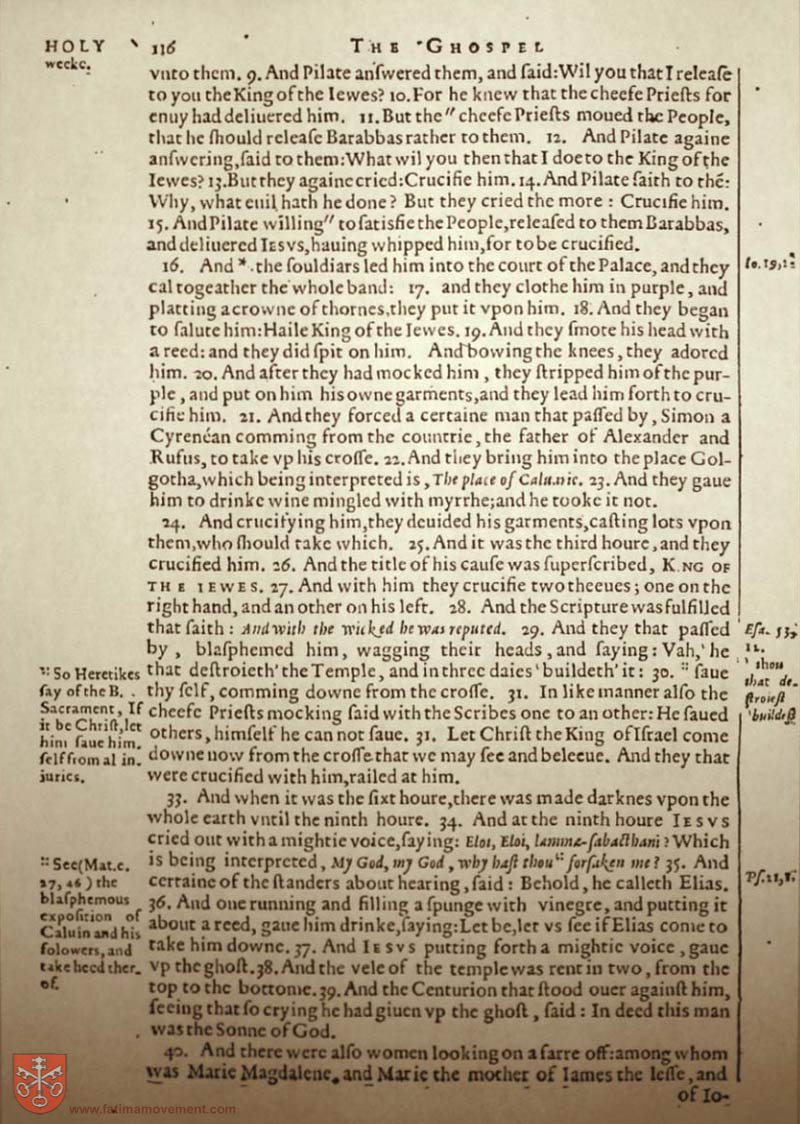 HOLY
weeke.
116
THE GHOSPEL
vnto them. 9. And Pilate anſwered them, and ſaid: Wil you that I releaſe
to you the King of the Iewes? 10. For he knew that the cheefe Prieſts for
enuy had deliuered him. 11. But the " cheefe Prieſts moued the People,
that he ſhould releaſe Barabbas rather to them. 12. And Pilate againe
anſwering, ſaid to them: What wil you then that I doe to the King of the
Iewes? 13. But they againe cried: Crucifie him. 14. And Pilate ſaith to thē:
Why, what euil hath he done? But they cried the more: Crucifie him.
15. And Pilate willing " to ſatisfie the People, releaſed to them Barabbas,
and deliuered IESVS, hauing whipped him, for to be crucified.
16. And * the ſouldiars led him into the court of the Palace, and they
cal togeather the whole band: 17. and they clothe him in purple, and
platting a crowne of thornes, they put it vpon him. 18. And they began
to ſalute him: Haile King of the Iewes. 19. And they ſmote his head with
a reed: and they did ſpit on him. And bowing the knees, they adored
him. 20. And after they had mocked him, they ſtripped him of the pur-
ple, and put on him his owne garments, and they lead him forth to cru-
cifie him. 21. And they forced a certaine man that paſſed by, Simon a
Cyrenéan comming from the countrie, the father of Alexander and
Rufus, to take vp his croſſe. 22. And they bring him into the place Gol-
gotha, which being interpreted is, The place of Caluarie. 23. And they gaue
him to drinke wine mingled with myrrhe; and he tooke it not.
24. And crucifying him, they deuided his garments, caſting lots vpon
them, who ſhould take which. 25. And it was the third houre, and they
crucified him. 26. And the title of his cauſe was ſuperſcribed, KING OF
THE IEWES. 27. And with him they crucifie two theeues; one on the
right hand, and an other on his left. 28. And the Scripture was fulfilled
that ſaith: And with the wicked he was reputed. 29. And they that paſſed
by, blaſphemed him, wagging their heads, and ſaying: Vah, ' he
that deſtroieth ' the Temple, and in three daies ' buildeth ' it: 30. " ſaue
thy ſelf, comming downe from the croſſe. 31. In like manner alſo the
cheefe Prieſts mocking ſaid with the Scribes one to an other: He ſaued
others, himſelf he can not ſaue. 31. Let Chriſt the King of Iſrael come
downe now from the croſſe that we may ſee and beleeue. And they that
were crucified with him, railed at him.
33. And when it was the ſixt houre, there was made darknes vpon the
whole earth vntil the ninth houre. 34. And at the ninth houre IESVS
cried out with a mightie voice, ſaying: Eloi, Eloi, lamma-ſabacthani? Which
is being interpreted, My God, my God, why haſt thou " forſaken me? 35. And
certaine of the ſtanders about hearing, ſaid: Behold, he calleth Elias.
36. And one running and filling a ſpunge with vinegre, and putting it
about a reed, gaue him drinke, ſaying: Let be, let vs ſee if Elias come to
take him downe. 37. And IESVS putting forth a mightie voice, gaue
vp the ghoſt. 38. And the vele of the temple was rent in two, from the
top to the bottome. 39. And the Centurion that ſtood ouer againſt him,
ſeeing that ſo crying he had giuen vp the ghoſt, ſaid: In deed this man
was the Sonne of God.
40. And there were alſo women looking on a farre off: among whom
was Marie Magdalene, and Marie the mother of Iames the leſſe, and
of Io-
" So Heretikes
ſay of the B.
Sacrament, If
it be Chriſt, let
him ſaue him-
ſelf from al in-
iuries.
" See (Mat. c.
27, 46) the
blaſphemous
expoſition of
Caluin and his
folowers, and
take heed ther-
of.
Io. 19, 2
Eſa. 53,
12.
' thou
that de-
ſtroieſt
' buildeſt
Pſ. 21, 1.
www.fatimamovement.com